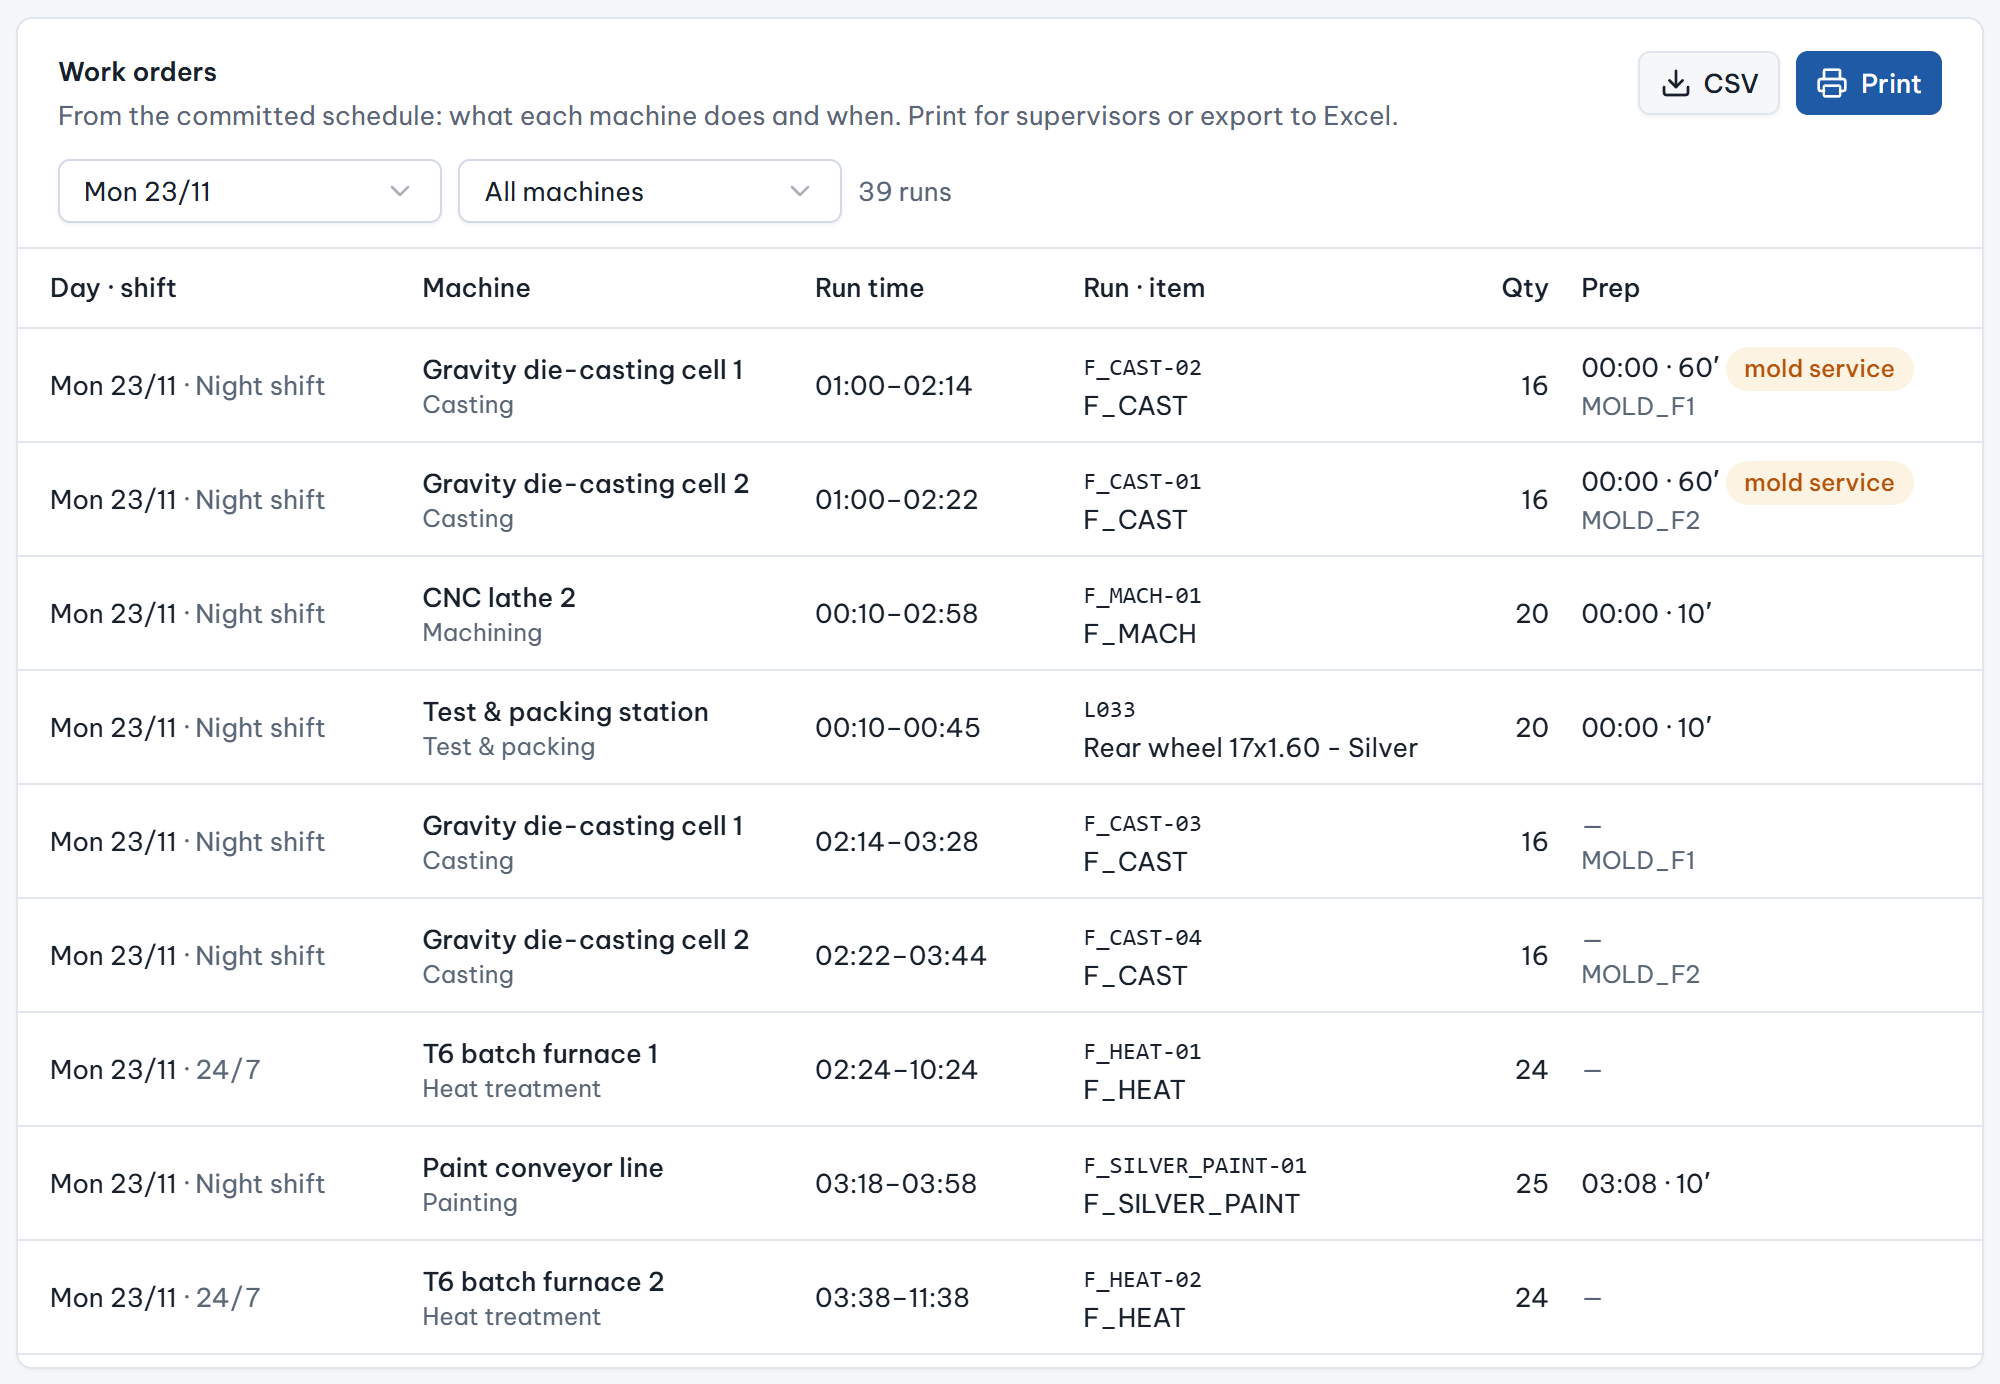 Work orders
From the committed schedule: what each machine does and when. Print for supervisors or export to Excel.
CSV
Print
Mon 23/11
All machines
39 runs
Day · shift Machine Run time Run · item Qty Prep
Mon 23/11 · Night shift
Gravity die-casting cell 1
Casting
01:00–02:14
F_CAST-02
F_CAST
16
00:00 · 60′ mold service
MOLD_F1
Mon 23/11 · Night shift
Gravity die-casting cell 2
Casting
01:00–02:22
F_CAST-01
F_CAST
16
00:00 · 60′ mold service
MOLD_F2
Mon 23/11 · Night shift
CNC lathe 2
Machining
00:10–02:58
F_MACH-01
F_MACH
20
00:00 · 10′
Mon 23/11 · Night shift
Test & packing station
Test & packing
00:10–00:45
L033
Rear wheel 17x1.60 - Silver
20
00:00 · 10′
Mon 23/11 · Night shift
Gravity die-casting cell 1
Casting
02:14–03:28
F_CAST-03
F_CAST
16
—
MOLD_F1
Mon 23/11 · Night shift
Gravity die-casting cell 2
Casting
02:22–03:44
F_CAST-04
F_CAST
16
—
MOLD_F2
Mon 23/11 · 24/7
T6 batch furnace 1
Heat treatment
02:24–10:24
F_HEAT-01
F_HEAT
24
—
Mon 23/11 · Night shift
Paint conveyor line
Painting
03:18–03:58
F_SILVER_PAINT-01
F_SILVER_PAINT
25
03:08 · 10′
Mon 23/11 · 24/7
T6 batch furnace 2
Heat treatment
03:38–11:38
F_HEAT-02
F_HEAT
24
—